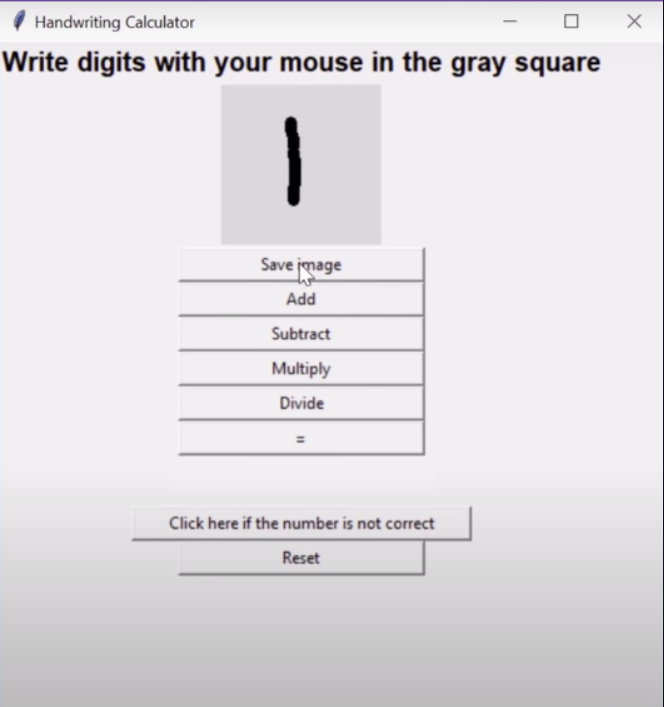 Handwriting Calculator
Write digits with your mouse in the gray square
1
Save image
Add
Subtract
Multiply
Divide
=
Click here if the number is not correct
Reset